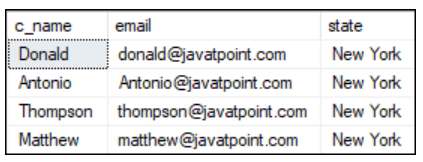 c_name email state
Donald donald@javatpoint.com New York
Antonio Antonio@javatpoint.com New York
Thompson thompson@javatpoint.com New York
Matthew matthew@javatpoint.com New York